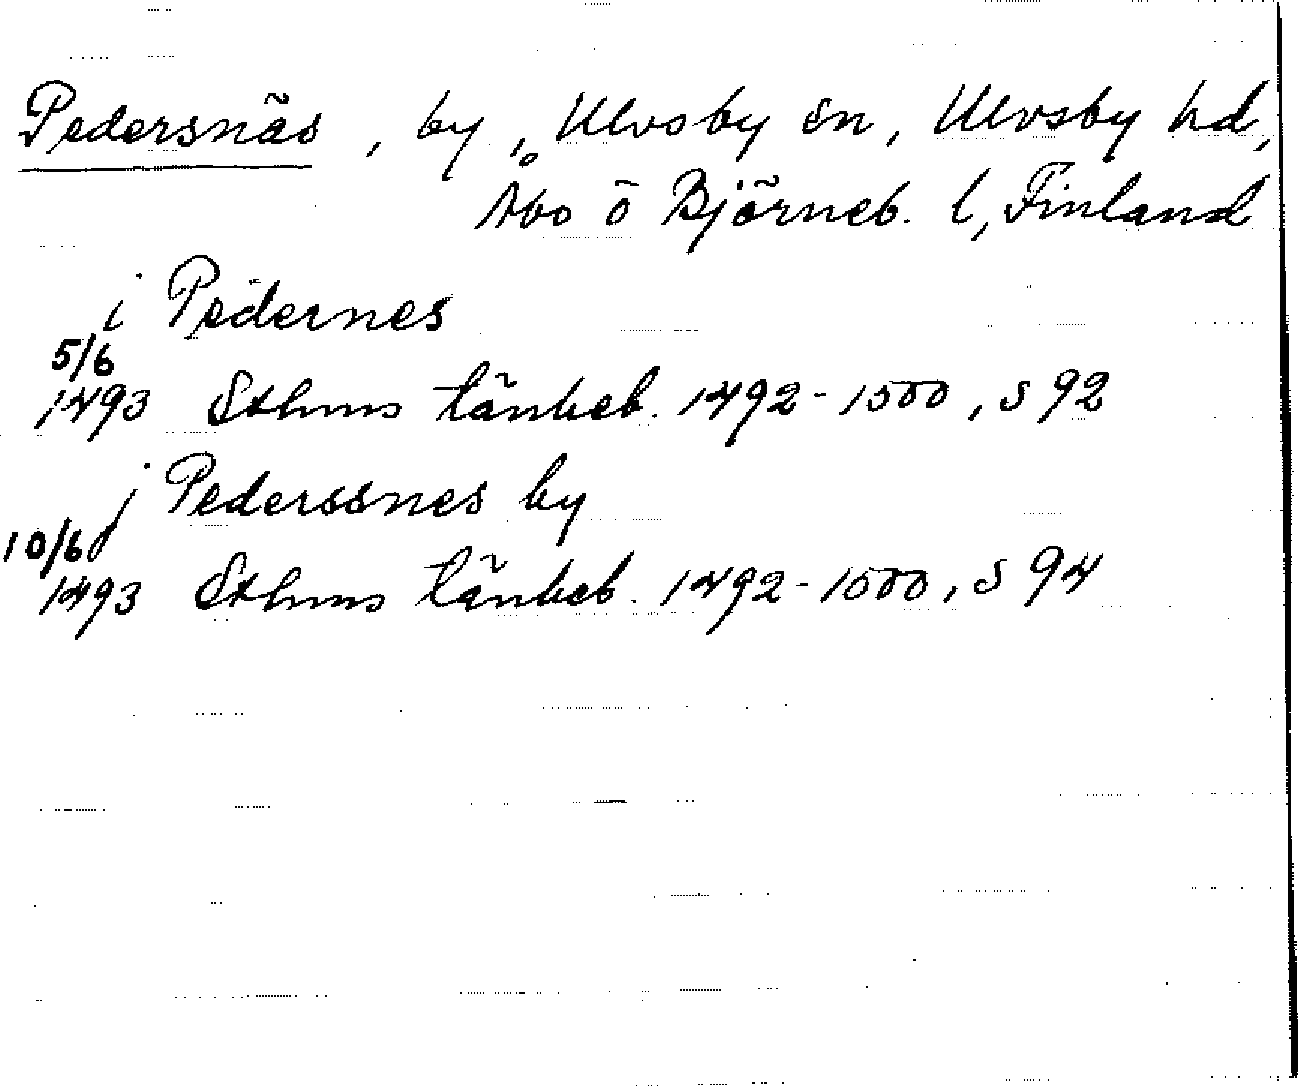 Pedersnäs, by, Ulvsby sn, Ulvsby hd,
Åbo o Björneb. l, Finland
i Pedernes
5/6
1493 Sthms tänkeb. 1492-1500, s 92
j Pederssnes by
10/6
1493 Sthms tänkeb. 1492-1500, s 94